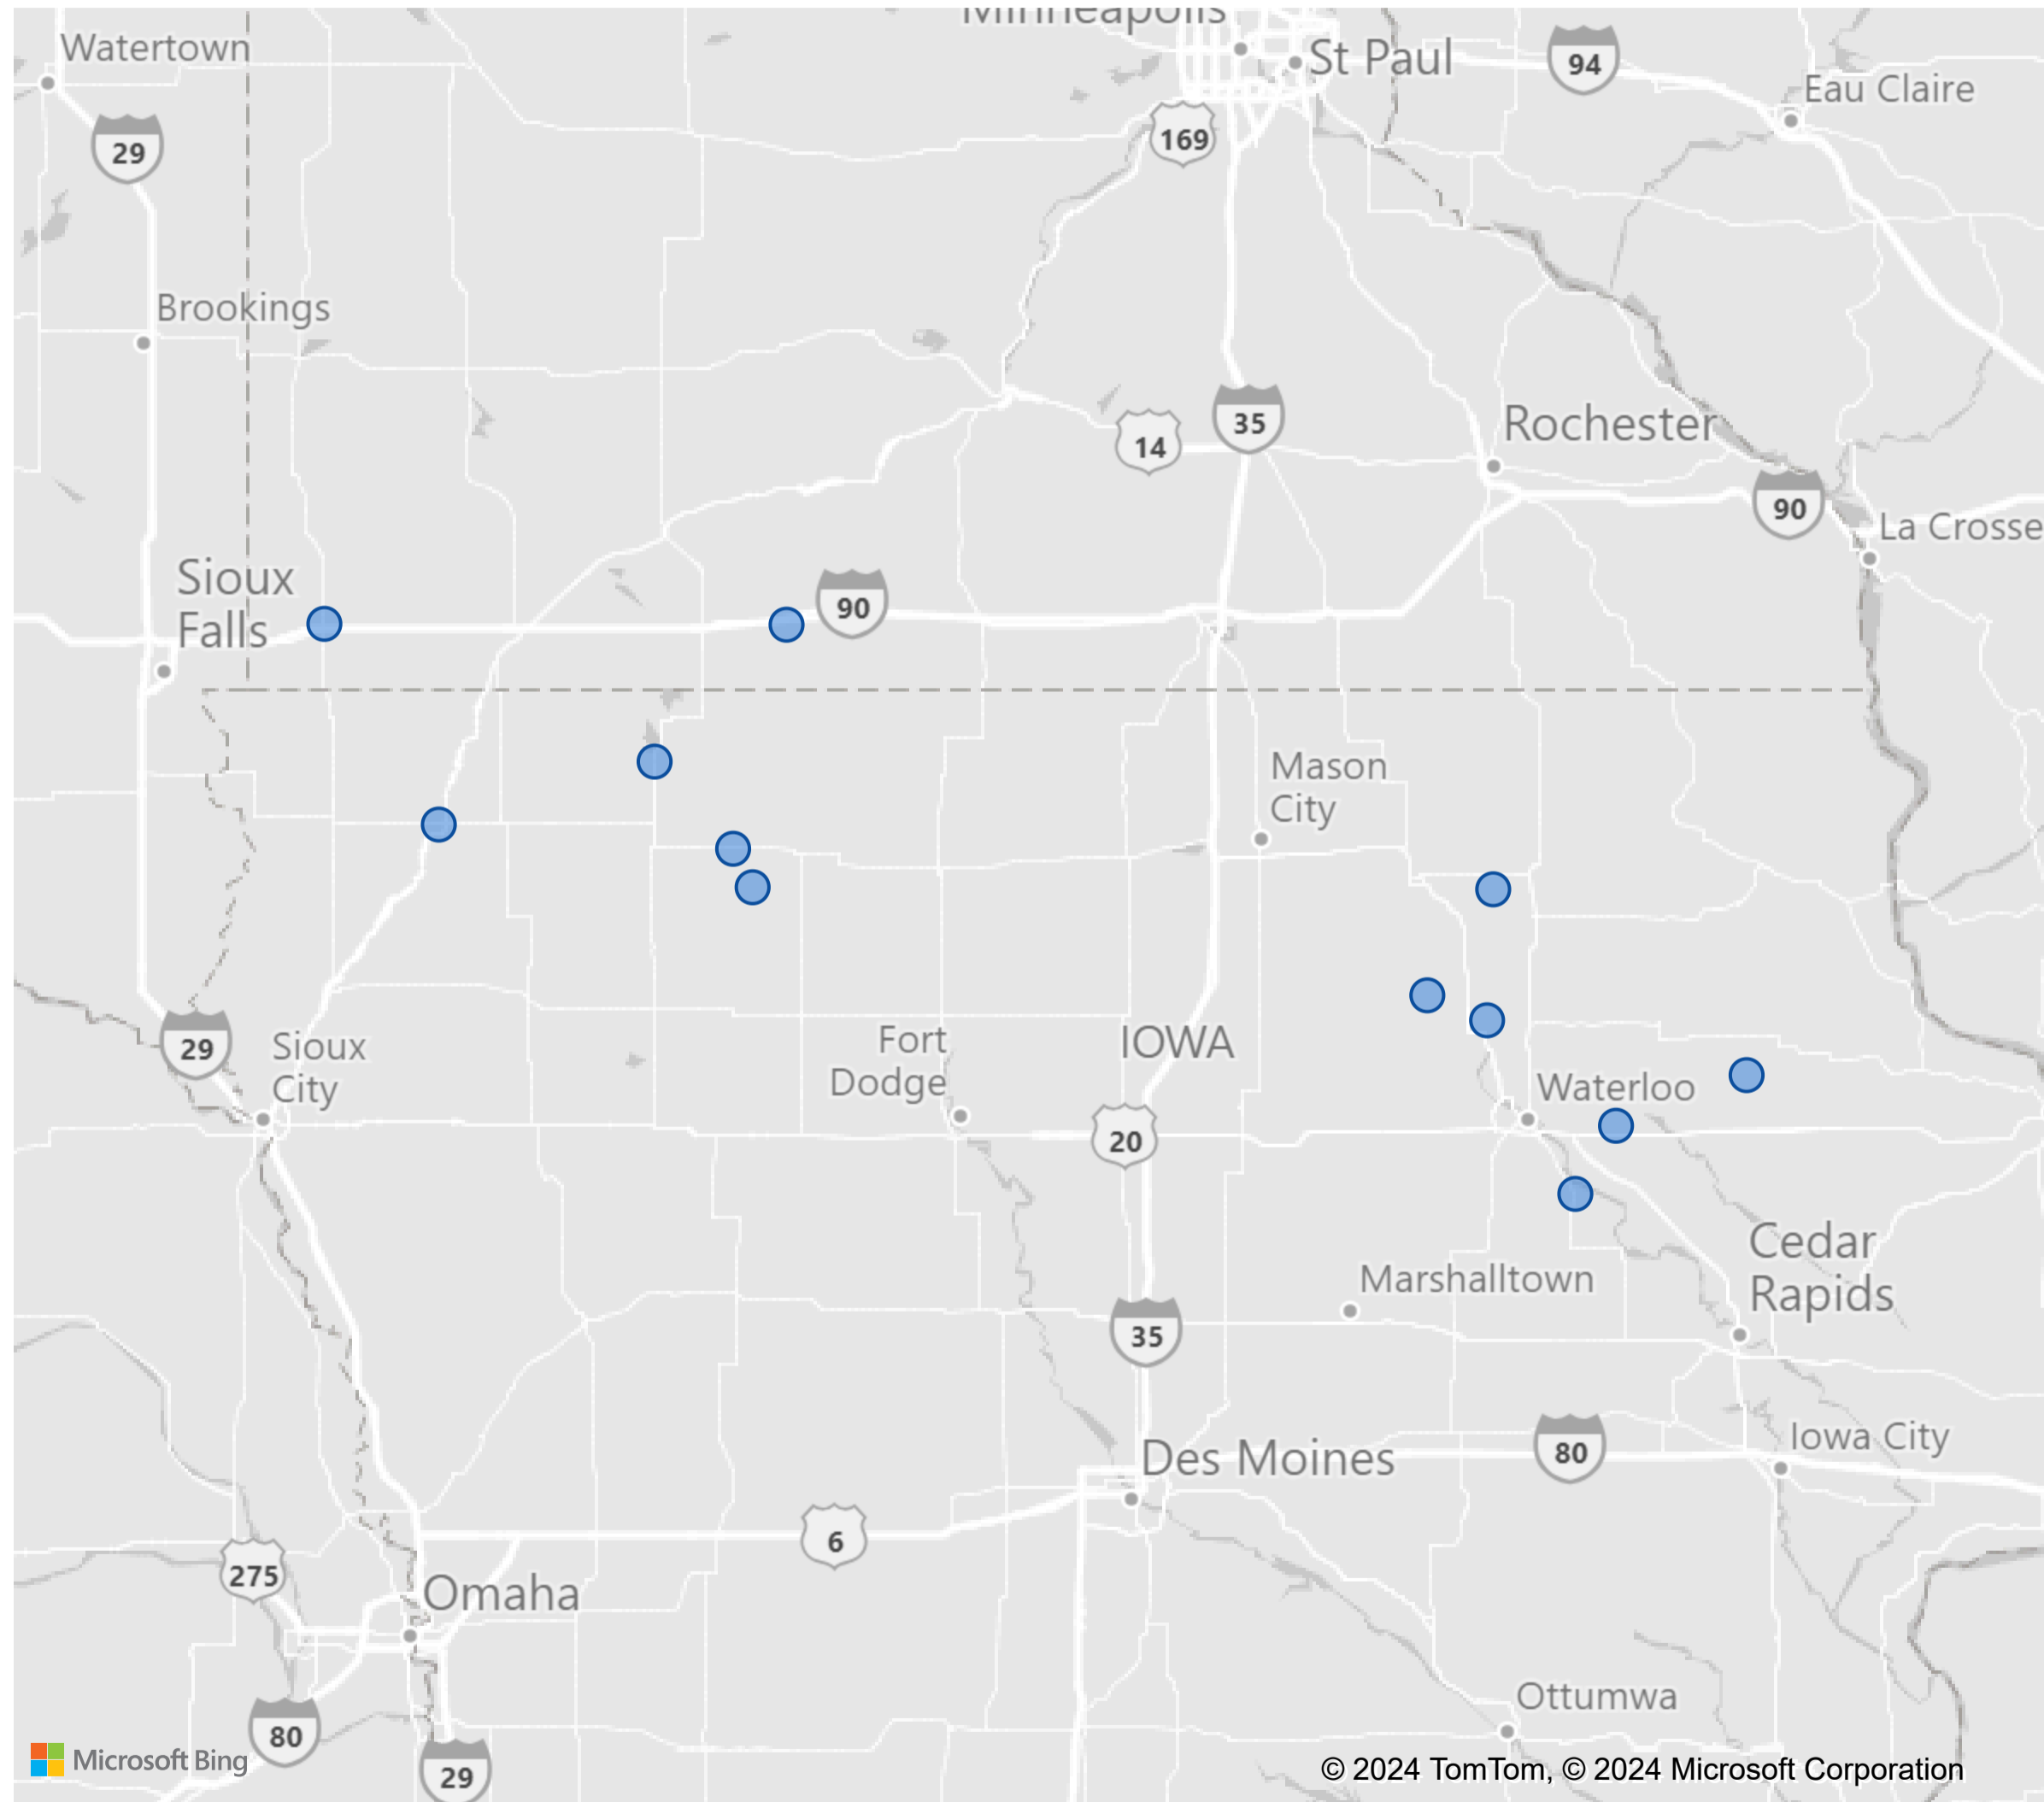 Minneapolis
Watertown
St Paul
94
Eau Claire
169
29
Brookings
Rochester
35
14
90
La Crosse
Sioux
Falls
90
Mason
City
Sioux
City
29
Fort
Dodge
IOWA
Waterloo
20
Cedar
Rapids
Marshalltown
35
Iowa City
Des Moines
80
6
275
Omaha
Ottumwa
80
Microsoft Bing
29
© 2024 TomTom, © 2024 Microsoft Corporation